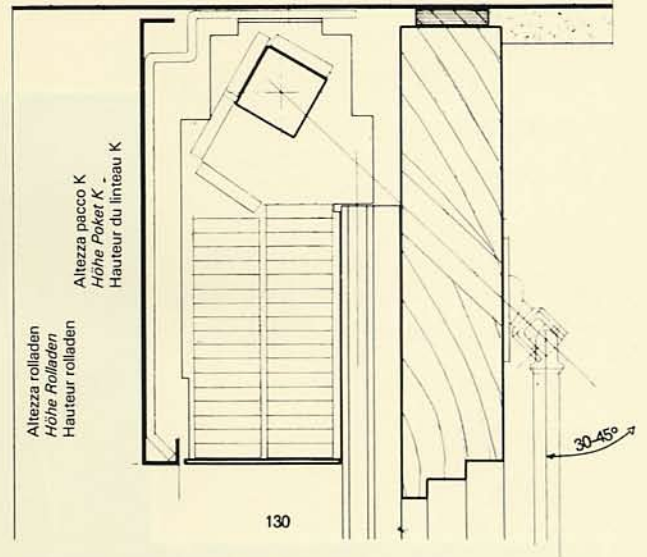 Altezza rolladen
Höhe Rolladen
Hauteur rolladen
Altezza pacco K
Höhe Poket K -
Hauteur du linteau K
130
30-45°